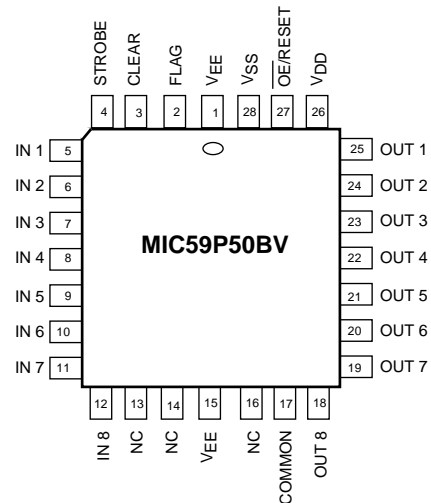 STROBE
CLEAR
FLAG
VEE
VSS
OE/RESET
VDD
4
3
2
1
28
27
26
IN 1 5
25 OUT 1
IN 2 6
24 OUT 2
IN 3 7
23 OUT 3
IN 4 8
22 OUT 4
IN 5 9
21 OUT 5
IN 6 10
20 OUT 6
IN 7 11
19 OUT 7
MIC59P50BV
12
13
14
15
16
17
18
IN 8
NC
NC
VEE
NC
COMMON
OUT 8